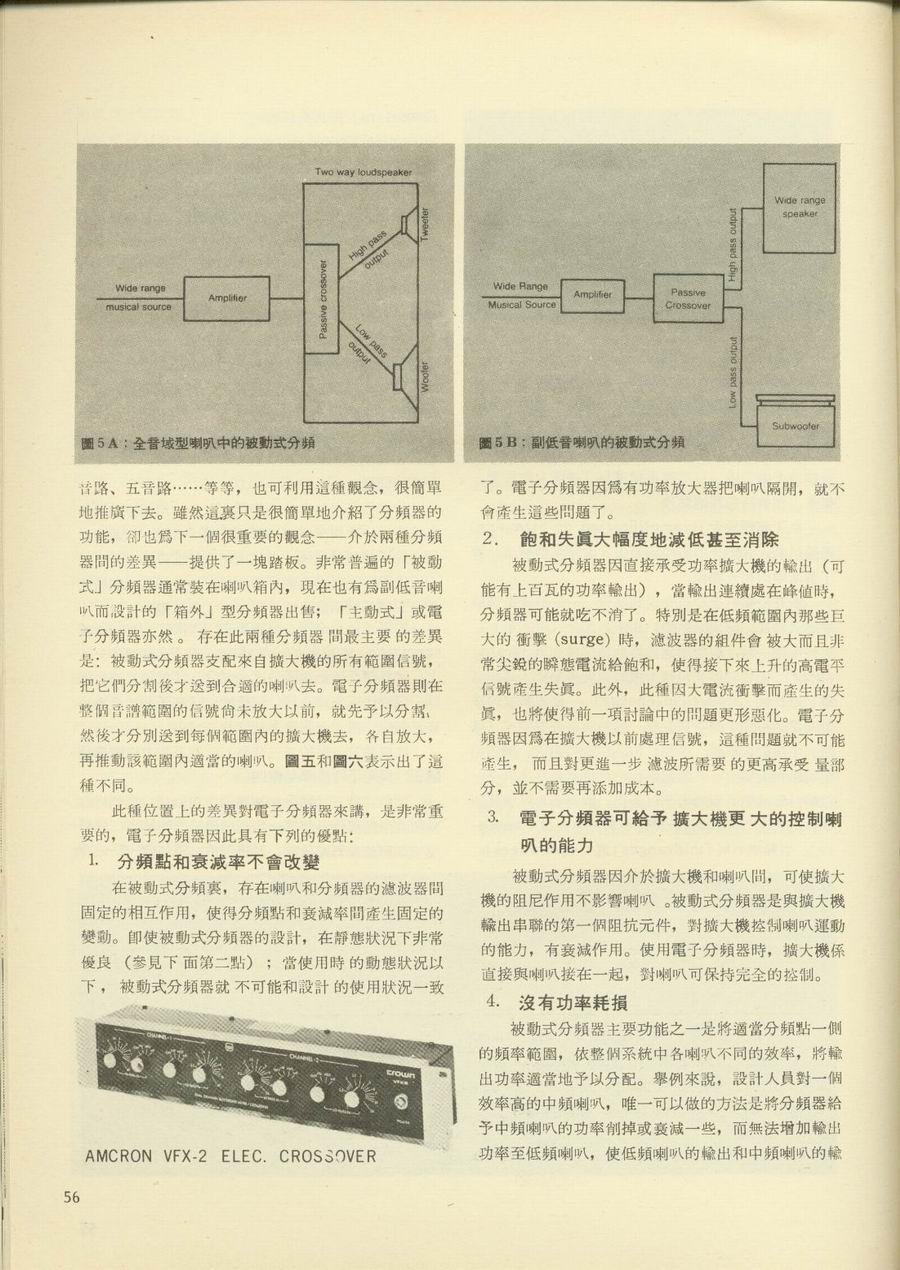 Two way loudspeaker
Wide range
musical source
Amplifier
Passive crossover
High pass
output
Tweeter
Low pass
output
Woofer
圖5A：全音域型喇叭中的被動式分頻
Wide Range
Musical Source
Amplifier
Passive
Crossover
High pass output
Wide range
speaker
Low pass output
Subwoofer
圖5B：副低音喇叭的被動式分頻
音路、五音路……等等，也可利用這種觀念，很簡單
地推廣下去。雖然這裏只是很簡單地介紹了分頻器的
功能，卻也爲下一個很重要的觀念——介於兩種分頻
器間的差異——提供了一塊踏板。非常普遍的「被動
式」分頻器通常裝在喇叭箱內，現在也有爲副低音喇
叭而設計的「箱外」型分頻器出售；「主動式」或電
子分頻器亦然。存在此兩種分頻器間最主要的差異
是：被動式分頻器支配來自擴大機的所有範圍信號，
把它們分割後才送到合適的喇叭去。電子分頻器則在
整個音譜範圍的信號尙未放大以前，就先予以分割，
然後才分別送到每個範圍內的擴大機去，各自放大，
再推動該範圍內適當的喇叭。圖五和圖六表示出了這
種不同。
此種位置上的差異對電子分頻器來講，是非常重
要的，電子分頻器因此具有下列的優點：
1. 分頻點和衰減率不會改變
在被動式分頻裏，存在喇叭和分頻器的濾波器間
固定的相互作用，使得分頻點和衰減率間產生固定的
變動。卽使被動式分頻器的設計，在靜態狀況下非常
優良（參見下面第二點）；當使用時的動態狀況以
下，被動式分頻器就不可能和設計的使用狀況一致
CHANNEL-1
CHANNEL-2
crown
VFX-2
AMCRON VFX-2 ELEC. CROSSOVER
56
了。電子分頻器因爲有功率放大器把喇叭隔開，就不
會產生這些問題了。
2. 飽和失眞大幅度地減低甚至消除
被動式分頻器因直接承受功率擴大機的輸出（可
能有上百瓦的功率輸出），當輸出連續處在峰値時，
分頻器可能就吃不消了。特別是在低頻範圍內那些巨
大的衝擊（surge）時，濾波器的組件會被大而且非
常尖銳的瞬態電流給飽和，使得接下來上升的高電平
信號產生失眞。此外，此種因大電流衝擊而產生的失
眞，也將使得前一項討論中的問題更形惡化。電子分
頻器因爲在擴大機以前處理信號，這種問題就不可能
產生，而且對更進一步濾波所需要的更高承受量部
分，並不需要再添加成本。
3. 電子分頻器可給予擴大機更大的控制喇
叭的能力
被動式分頻器因介於擴大機和喇叭間，可使擴大
機的阻尼作用不影響喇叭。被動式分頻器是與擴大機
輸出串聯的第一個阻抗元件，對擴大機控制喇叭運動
的能力，有衰減作用。使用電子分頻器時，擴大機係
直接與喇叭接在一起，對喇叭可保持完全的控制。
4. 沒有功率耗損
被動式分頻器主要功能之一是將適當分頻點一側
的頻率範圍，依整個系統中各喇叭不同的效率，將輸
出功率適當地予以分配。舉例來說，設計人員對一個
效率高的中頻喇叭，唯一可以做的方法是將分頻器給
予中頻喇叭的功率削掉或衰減一些，而無法增加輸出
功率至低頻喇叭，使低頻喇叭的輸出和中頻喇叭的輸